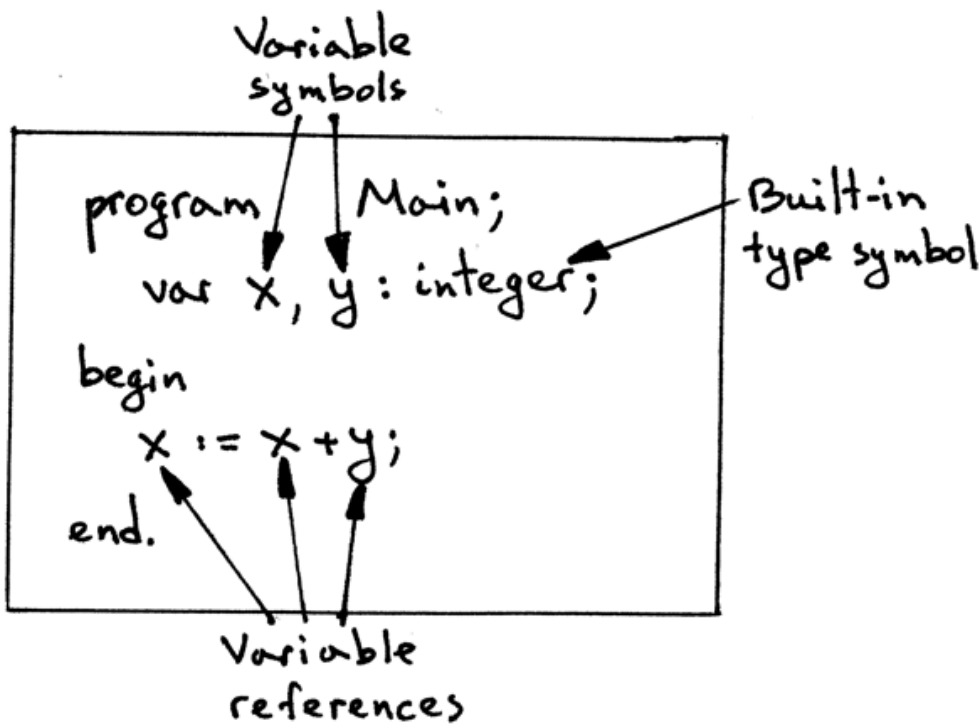 Variable
symbols
program Main;
Built-in
type symbol
var x, y : integer;
begin
x := x + y;
end.
Variable
references